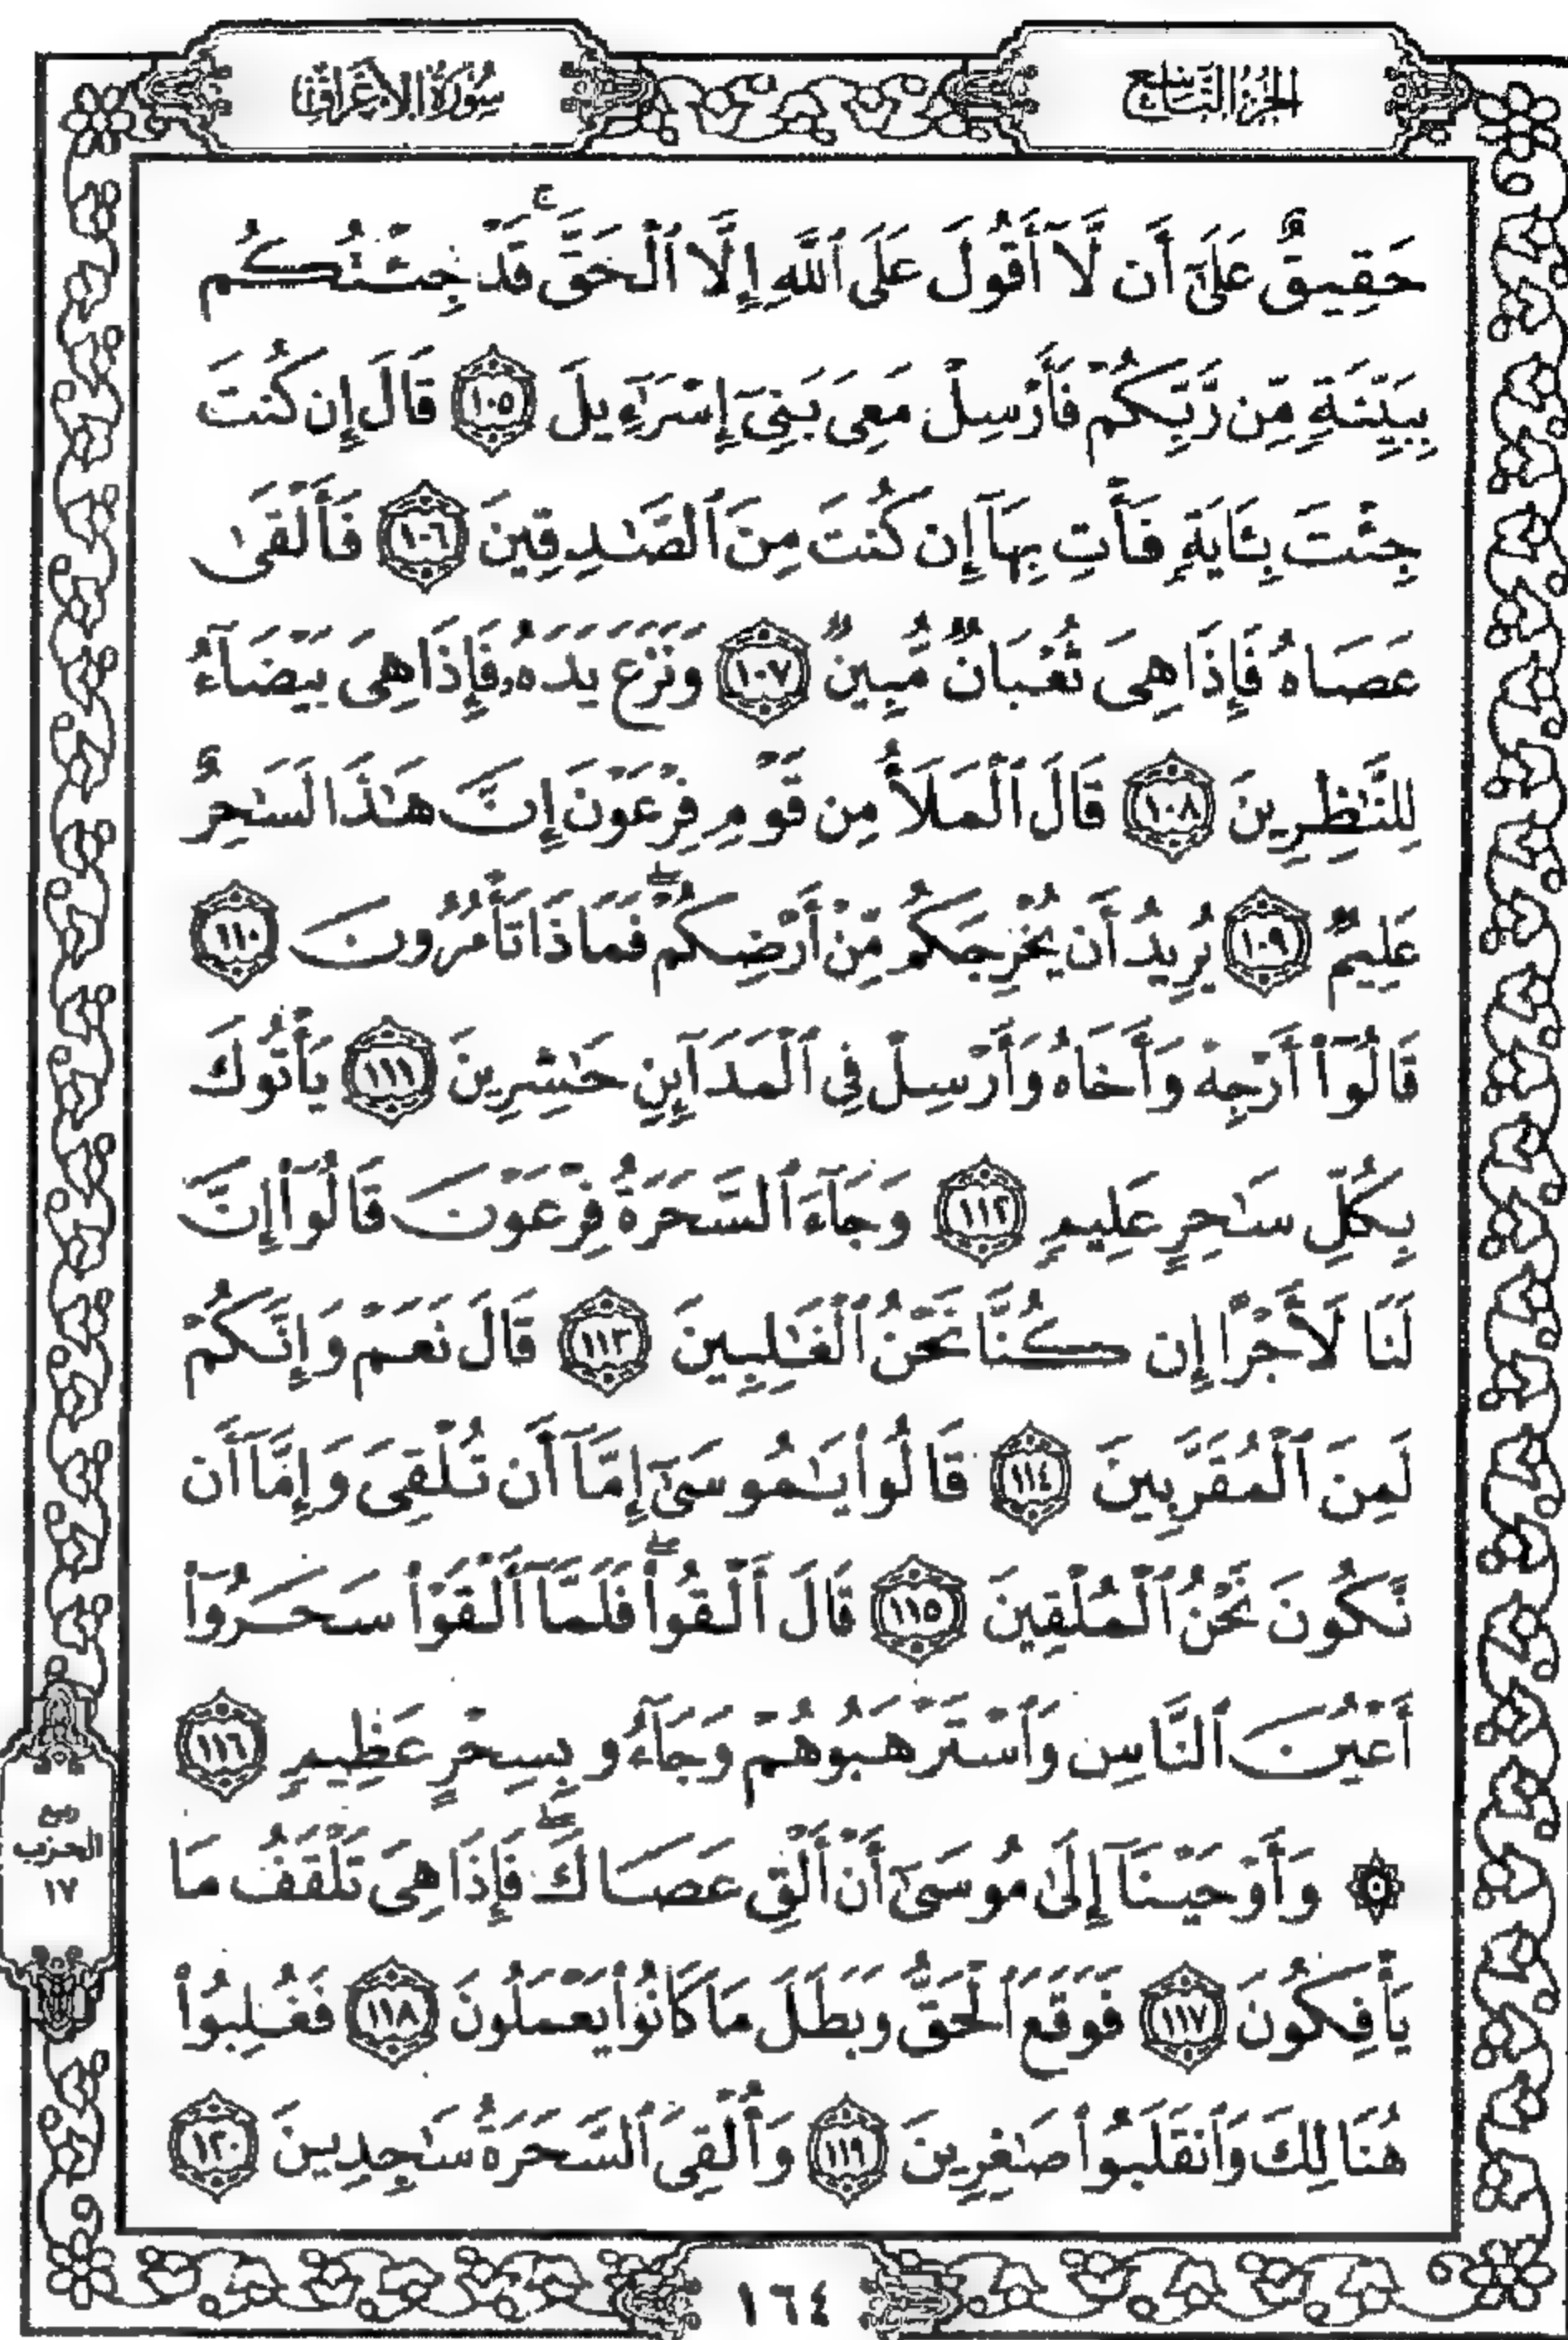 الجزء التاسع
سورة الأعراف
حَقِيقٌ عَلَىٰٓ أَن لَّآ أَقُولَ عَلَى ٱللَّهِ إِلَّا ٱلْحَقَّ ۚ قَدْ جِئْتُكُم
بِبَيِّنَةٍ مِّن رَّبِّكُمْ فَأَرْسِلْ مَعِىَ بَنِىٓ إِسْرَٰٓءِيلَ ١٠٥ قَالَ إِن كُنتَ
جِئْتَ بِـَٔايَةٍ فَأْتِ بِهَآ إِن كُنتَ مِنَ ٱلصَّـٰدِقِينَ ١٠٦ فَأَلْقَىٰ
عَصَاهُ فَإِذَا هِىَ ثُعْبَانٌ مُّبِينٌ ١٠٧ وَنَزَعَ يَدَهُۥ فَإِذَا هِىَ بَيْضَآءُ
لِلنَّـٰظِرِينَ ١٠٨ قَالَ ٱلْمَلَأُ مِن قَوْمِ فِرْعَوْنَ إِنَّ هَـٰذَا لَسَـٰحِرٌ
عَلِيمٌ ١٠٩ يُرِيدُ أَن يُخْرِجَكُم مِّنْ أَرْضِكُمْ ۖ فَمَاذَا تَأْمُرُونَ ١١٠
قَالُوٓا۟ أَرْجِهْ وَأَخَاهُ وَأَرْسِلْ فِى ٱلْمَدَآئِنِ حَـٰشِرِينَ ١١١ يَأْتُوكَ
بِكُلِّ سَـٰحِرٍ عَلِيمٍ ١١٢ وَجَآءَ ٱلسَّحَرَةُ فِرْعَوْنَ قَالُوٓا۟ إِنَّ
لَنَا لَأَجْرًا إِن كُنَّا نَحْنُ ٱلْغَـٰلِبِينَ ١١٣ قَالَ نَعَمْ وَإِنَّكُمْ
لَمِنَ ٱلْمُقَرَّبِينَ ١١٤ قَالُوا۟ يَـٰمُوسَىٰٓ إِمَّآ أَن تُلْقِىَ وَإِمَّآ أَن
نَّكُونَ نَحْنُ ٱلْمُلْقِينَ ١١٥ قَالَ أَلْقُوا۟ ۖ فَلَمَّآ أَلْقَوْا۟ سَحَرُوٓا۟
أَعْيُنَ ٱلنَّاسِ وَٱسْتَرْهَبُوهُمْ وَجَآءُو بِسِحْرٍ عَظِيمٍ ١١٦
۞ وَأَوْحَيْنَآ إِلَىٰ مُوسَىٰٓ أَنْ أَلْقِ عَصَاكَ ۖ فَإِذَا هِىَ تَلْقَفُ مَا
يَأْفِكُونَ ١١٧ فَوَقَعَ ٱلْحَقُّ وَبَطَلَ مَا كَانُوا۟ يَعْمَلُونَ ١١٨ فَغُلِبُوا۟
هُنَالِكَ وَٱنقَلَبُوا۟ صَـٰغِرِينَ ١١٩ وَأُلْقِىَ ٱلسَّحَرَةُ سَـٰجِدِينَ ١٢٠
ربع
الحزب
١٧
١٦٤